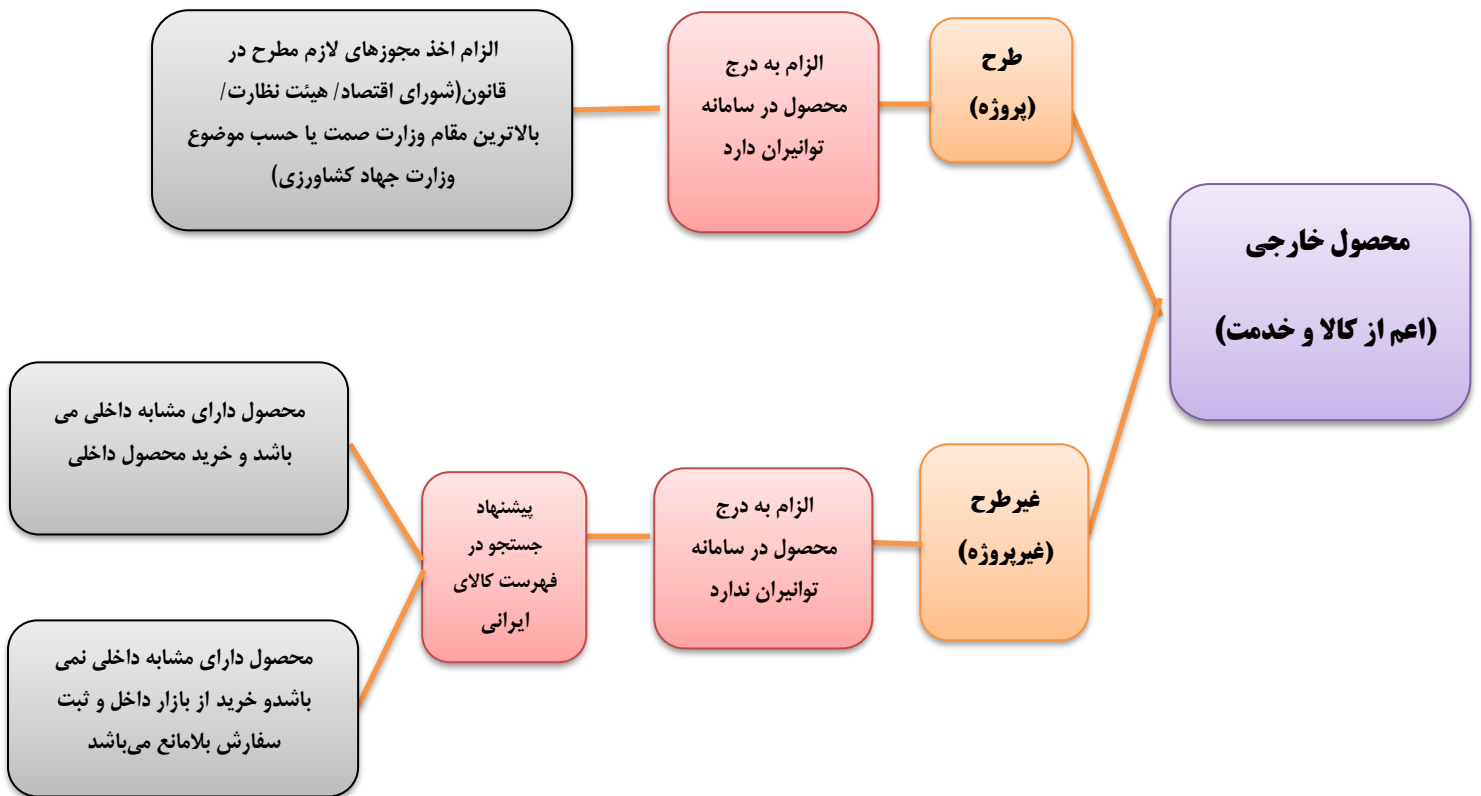 محصول خارجی
(اعم از کالا و خدمت)
طرح
(پروژه)
الزام به درج
محصول در سامانه
توانیران دارد
الزام اخذ مجوزهای لازم مطرح در
قانون(شورای اقتصاد/ هیئت نظارت/
بالاترین مقام وزارت صمت یا حسب موضوع
وزارت جهاد کشاورزی)
غیرطرح
(غیرپروژه)
الزام به درج
محصول در سامانه
توانیران ندارد
پیشنهاد
جستجو در
فهرست کالای
ایرانی
محصول دارای مشابه داخلی می
باشد و خرید محصول داخلی
محصول دارای مشابه داخلی نمی
باشدو خرید از بازار داخل و ثبت
سفارش بلامانع می‌باشد